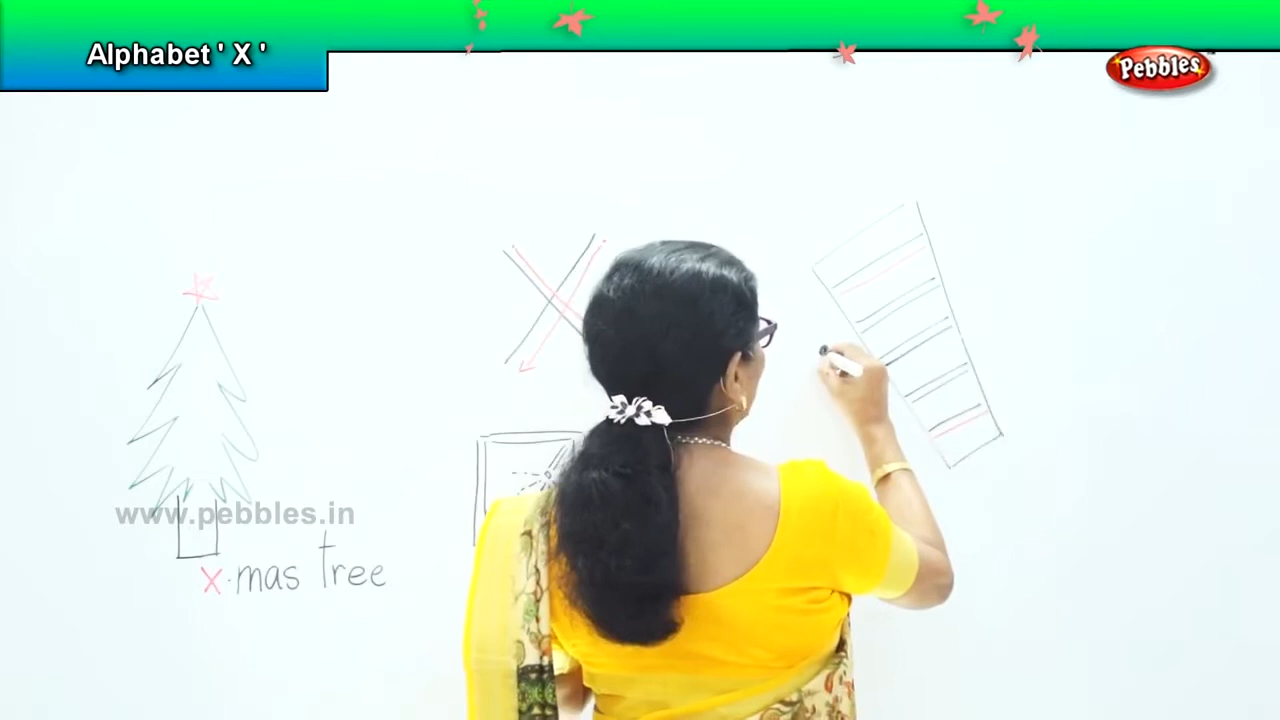 Alphabet ' X '
Pebbles
X
www.pebbles.in
x-mas tree